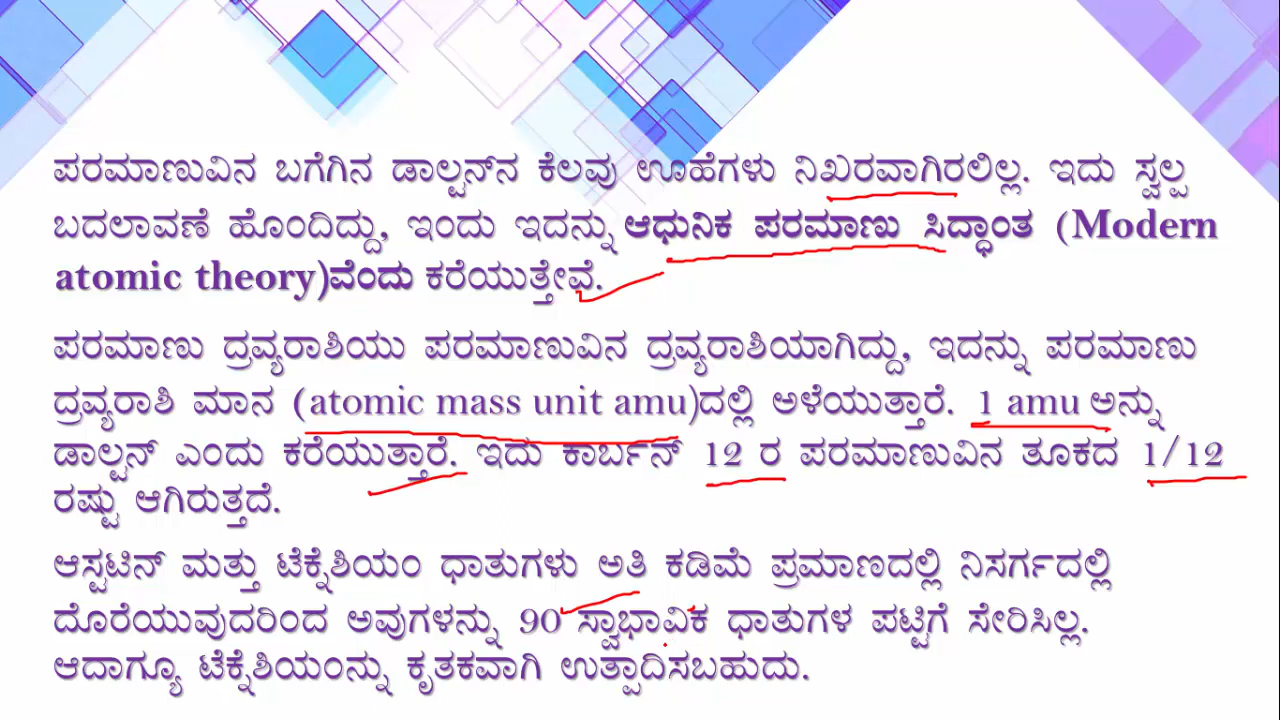 ಪರಮಾಣುವಿನ ಬಗೆಗಿನ ಡಾಲ್ಟನ್‌ನ ಕೆಲವು ಊಹೆಗಳು ನಿಖರವಾಗಿರಲಿಲ್ಲ. ಇದು ಸ್ವಲ್ಪ
ಬದಲಾವಣೆ ಹೊಂದಿದ್ದು, ಇಂದು ಇದನ್ನು ಆಧುನಿಕ ಪರಮಾಣು ಸಿದ್ಧಾಂತ (Modern
atomic theory)ವೆಂದು ಕರೆಯುತ್ತೇವೆ.
ಪರಮಾಣು ದ್ರವ್ಯರಾಶಿಯು ಪರಮಾಣುವಿನ ದ್ರವ್ಯರಾಶಿಯಾಗಿದ್ದು, ಇದನ್ನು ಪರಮಾಣು
ದ್ರವ್ಯರಾಶಿ ಮಾನ (atomic mass unit amu)ದಲ್ಲಿ ಅಳೆಯುತ್ತಾರೆ. 1 amu ಅನ್ನು
ಡಾಲ್ಟನ್ ಎಂದು ಕರೆಯುತ್ತಾರೆ. ಇದು ಕಾರ್ಬನ್ 12 ರ ಪರಮಾಣುವಿನ ತೂಕದ 1/12
ರಷ್ಟು ಆಗಿರುತ್ತದೆ.
ಆಸ್ಟಟಿನ್ ಮತ್ತು ಟೆಕ್ನೆಶಿಯಂ ಧಾತುಗಳು ಅತಿ ಕಡಿಮೆ ಪ್ರಮಾಣದಲ್ಲಿ ನಿಸರ್ಗದಲ್ಲಿ
ದೊರೆಯುವುದರಿಂದ ಅವುಗಳನ್ನು 90 ಸ್ವಾಭಾವಿಕ ಧಾತುಗಳ ಪಟ್ಟಿಗೆ ಸೇರಿಸಿಲ್ಲ.
ಆದಾಗ್ಯೂ ಟೆಕ್ನೆಶಿಯಂನ್ನು ಕೃತಕವಾಗಿ ಉತ್ಪಾದಿಸಬಹುದು.